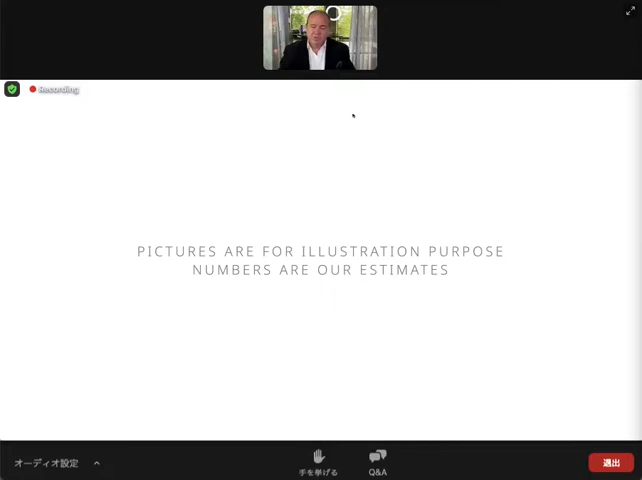 Recording
PICTURES ARE FOR ILLUSTRATION PURPOSE
NUMBERS ARE OUR ESTIMATES
オーディオ設定
手を挙げる
Q&A
退出